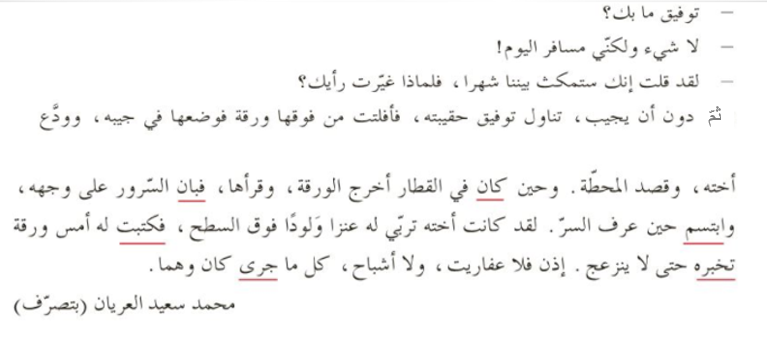 – توفيق ما بك؟
– لا شيء ولكنّي مسافر اليوم!
– لقد قلت إنك ستمكث بيننا شهرا، فلماذا غيّرت رأيك؟
ثمّ دون أن يجيب، تناول توفيق حقيبته، فأفلتت من فوقها ورقة فوضعها في جيبه، وودَّع
أخته، وقصد المحطّة. وحين كان في القطار أخرج الورقة، وقرأها، فبان السّرور على وجهه،
وابتسم حين عرف السرّ. لقد كانت أخته تربّي له عنزا وَلودًا فوق السطح، فكتبت له أمس ورقة
تخبره حتى لا ينزعج. إذن فلا عفاريت، ولا أشباح، كل ما جرى كان وهما.
محمد سعيد العريان (بتصرّف)